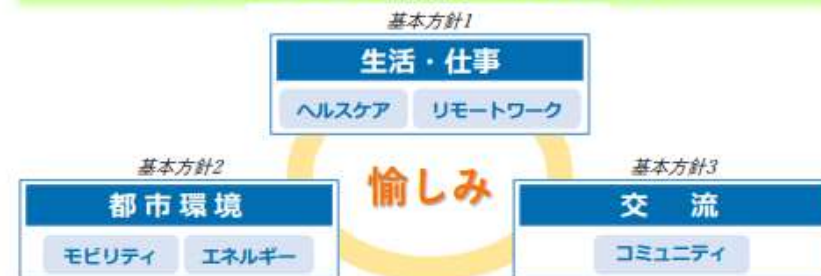 基本方針1
生活・仕事
ヘルスケア リモートワーク
愉しみ
基本方針2
都市環境
モビリティ エネルギー
基本方針3
交 流
コミュニティ